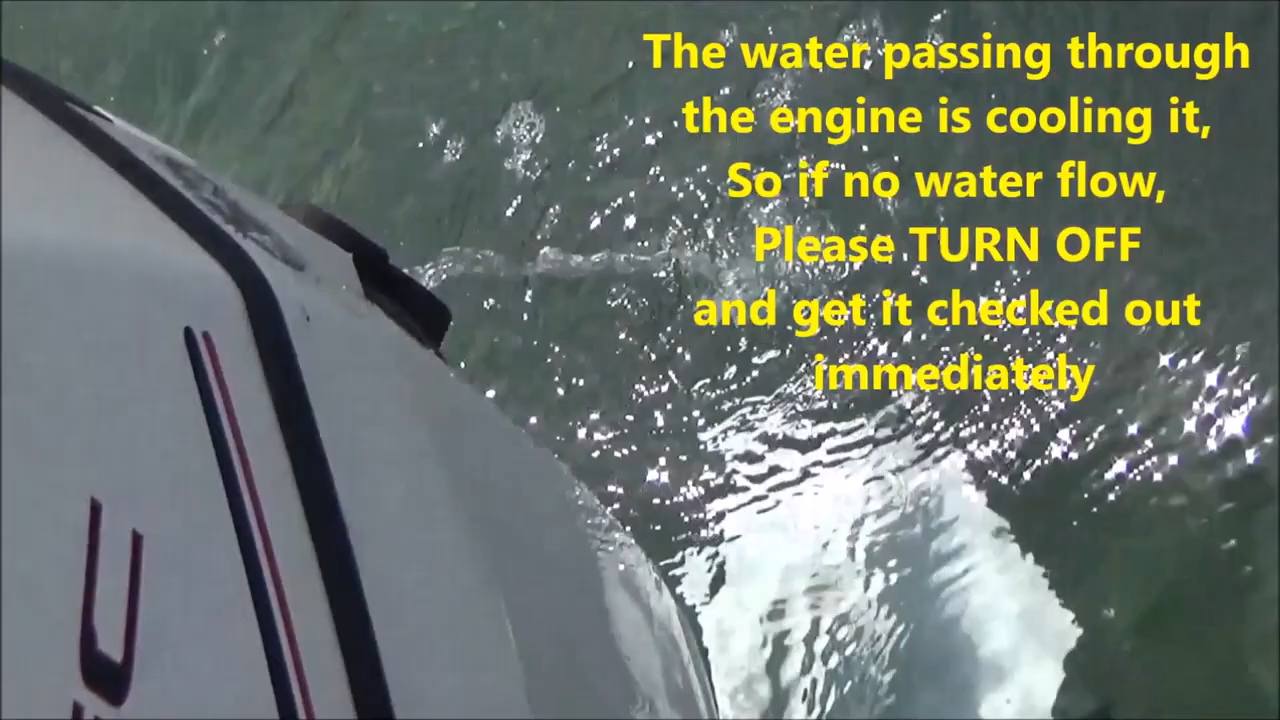 The water passing through
the engine is cooling it,
So if no water flow,
Please TURN OFF
and get it checked out
immediately